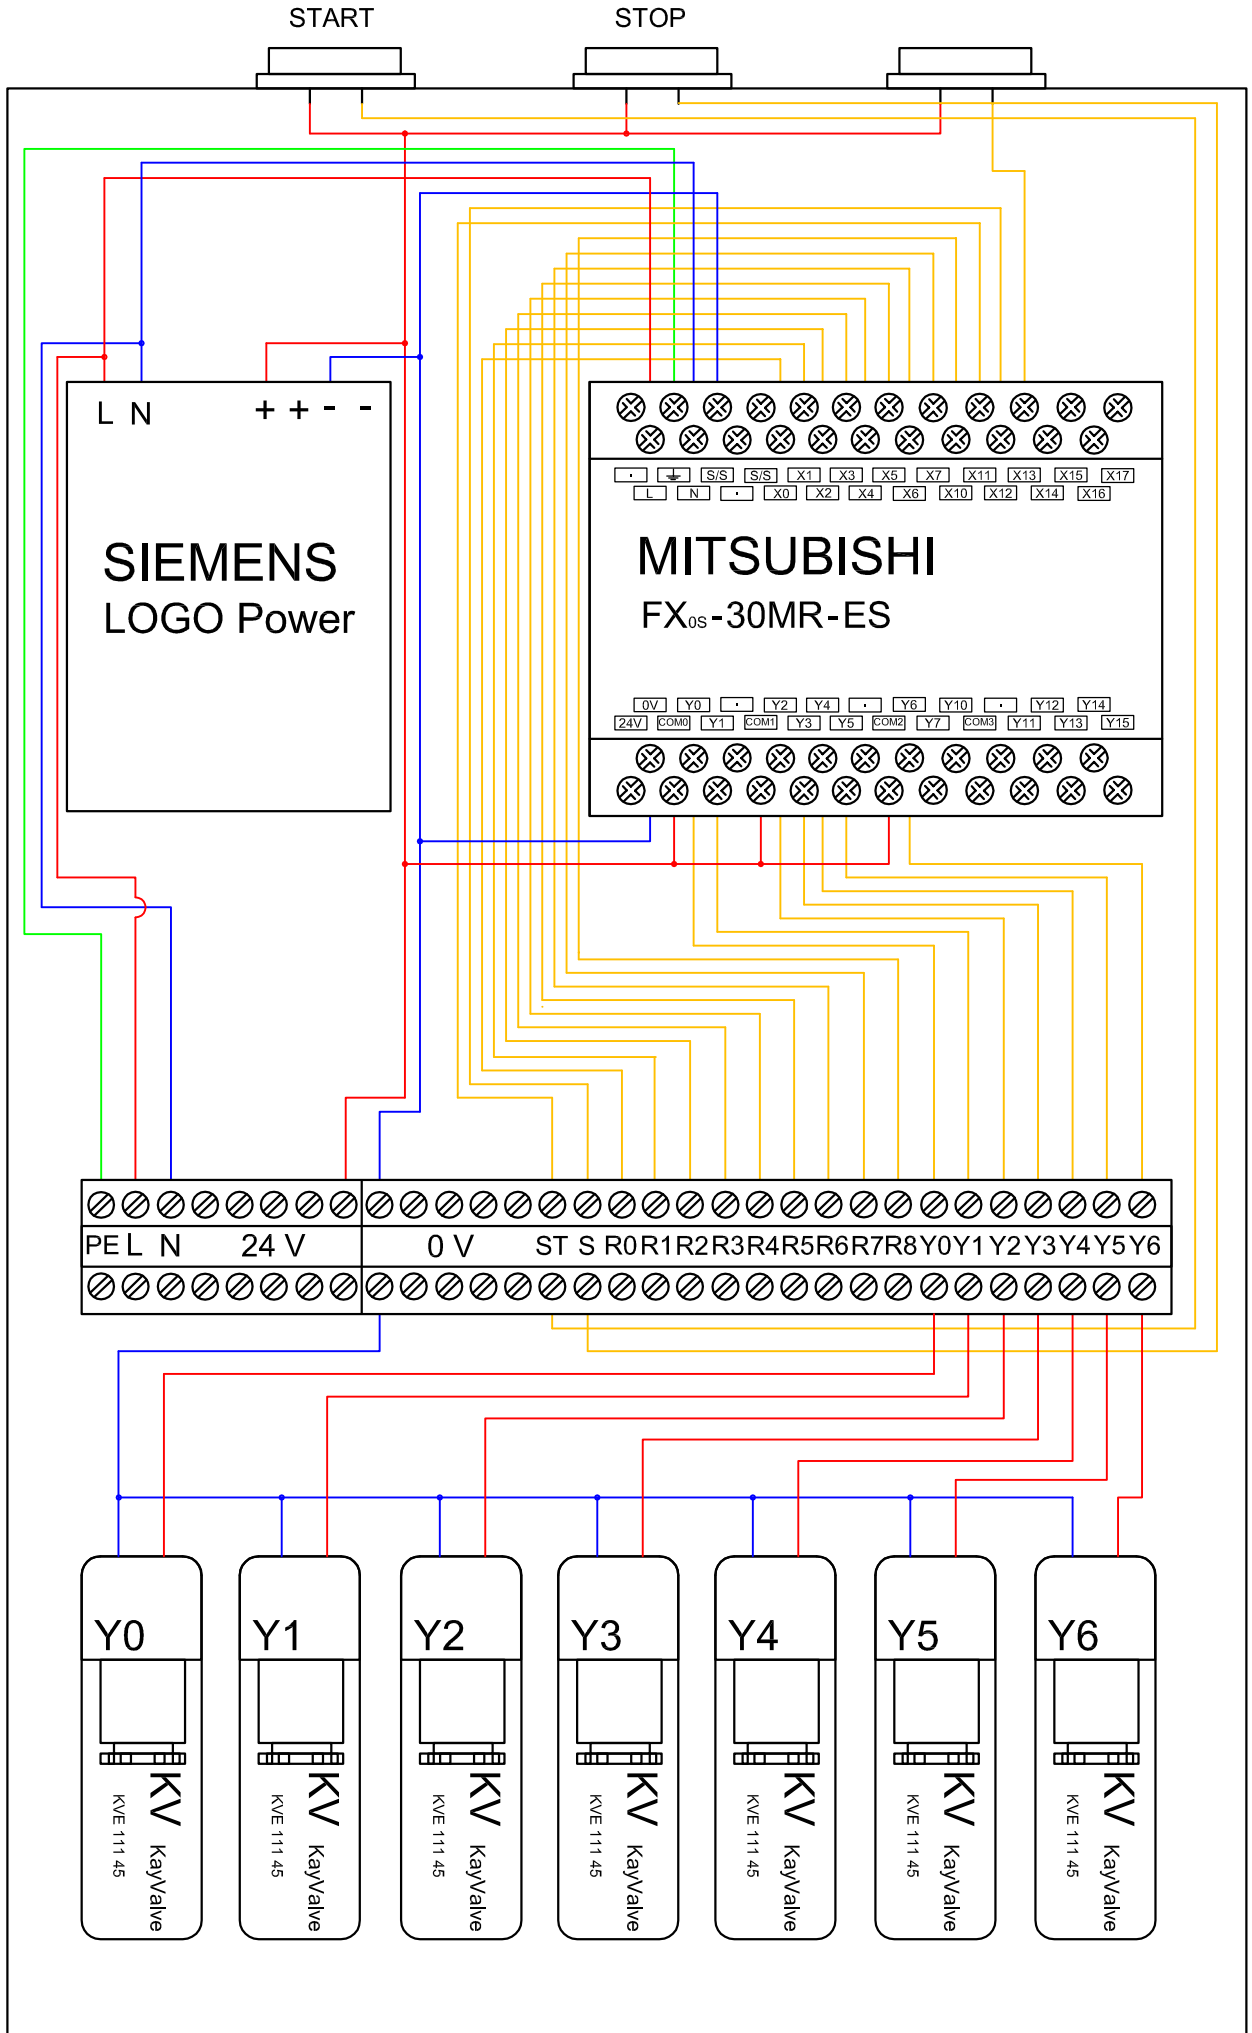 START STOP
L N + + - -
S/S S/S X1 X3 X5 X7 X11 X13 X15 X17
L N X0 X2 X4 X6 X10 X12 X14 X16
SIEMENS
LOGO Power
MITSUBISHI
FX0S-30MR-ES
0V Y0 Y2 Y4 Y6 Y10 Y12 Y14
24V COM0 Y1 COM1 Y3 Y5 COM2 Y7 COM3 Y11 Y13 Y15
PE L N 24 V 0 V ST S R0 R1 R2 R3 R4 R5 R6 R7 R8 Y0 Y1 Y2 Y3 Y4 Y5 Y6
Y0 Y1 Y2 Y3 Y4 Y5 Y6
KV KayValve
KVE 111 45
KV KayValve
KVE 111 45
KV KayValve
KVE 111 45
KV KayValve
KVE 111 45
KV KayValve
KVE 111 45
KV KayValve
KVE 111 45
KV KayValve
KVE 111 45